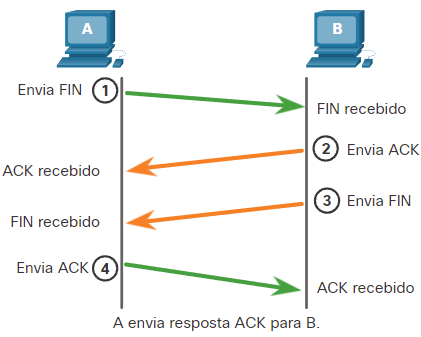 A
B
Envia FIN
1
FIN recebido
2
Envia ACK
ACK recebido
3
Envia FIN
FIN recebido
Envia ACK
4
ACK recebido
A envia resposta ACK para B.